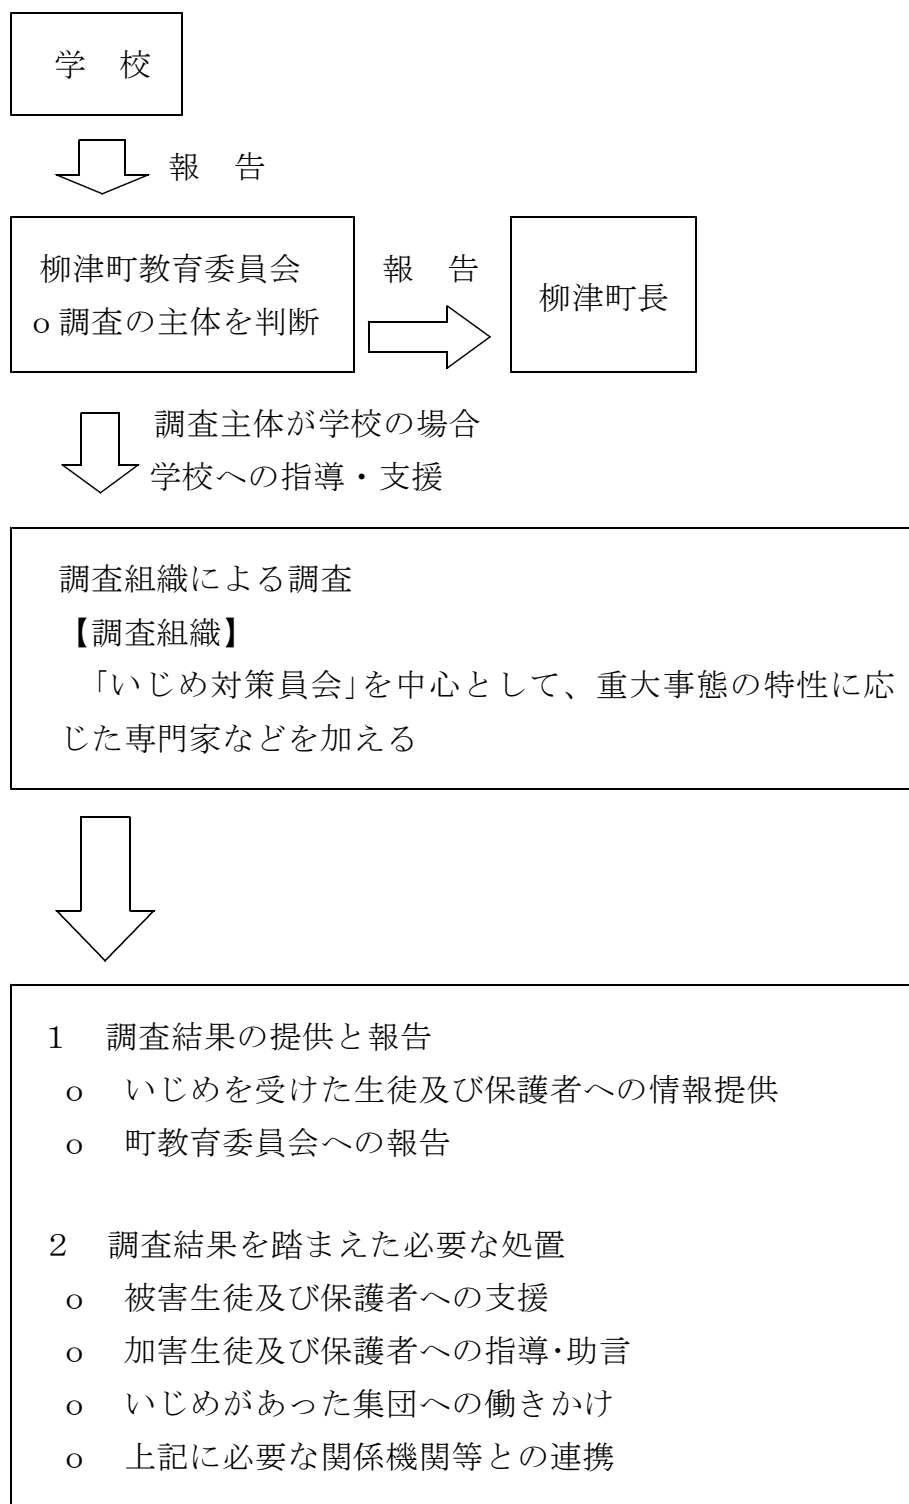 学　校
報　告
柳津町教育委員会
o 調査の主体を判断
報　告
柳津町長
調査主体が学校の場合
学校への指導・支援
調査組織による調査
【調査組織】
「いじめ対策員会」を中心として、重大事態の特性に応
じた専門家などを加える
１　調査結果の提供と報告
o　いじめを受けた生徒及び保護者への情報提供
o　町教育委員会への報告
２　調査結果を踏まえた必要な処置
o　被害生徒及び保護者への支援
o　加害生徒及び保護者への指導･助言
o　いじめがあった集団への働きかけ
o　上記に必要な関係機関等との連携